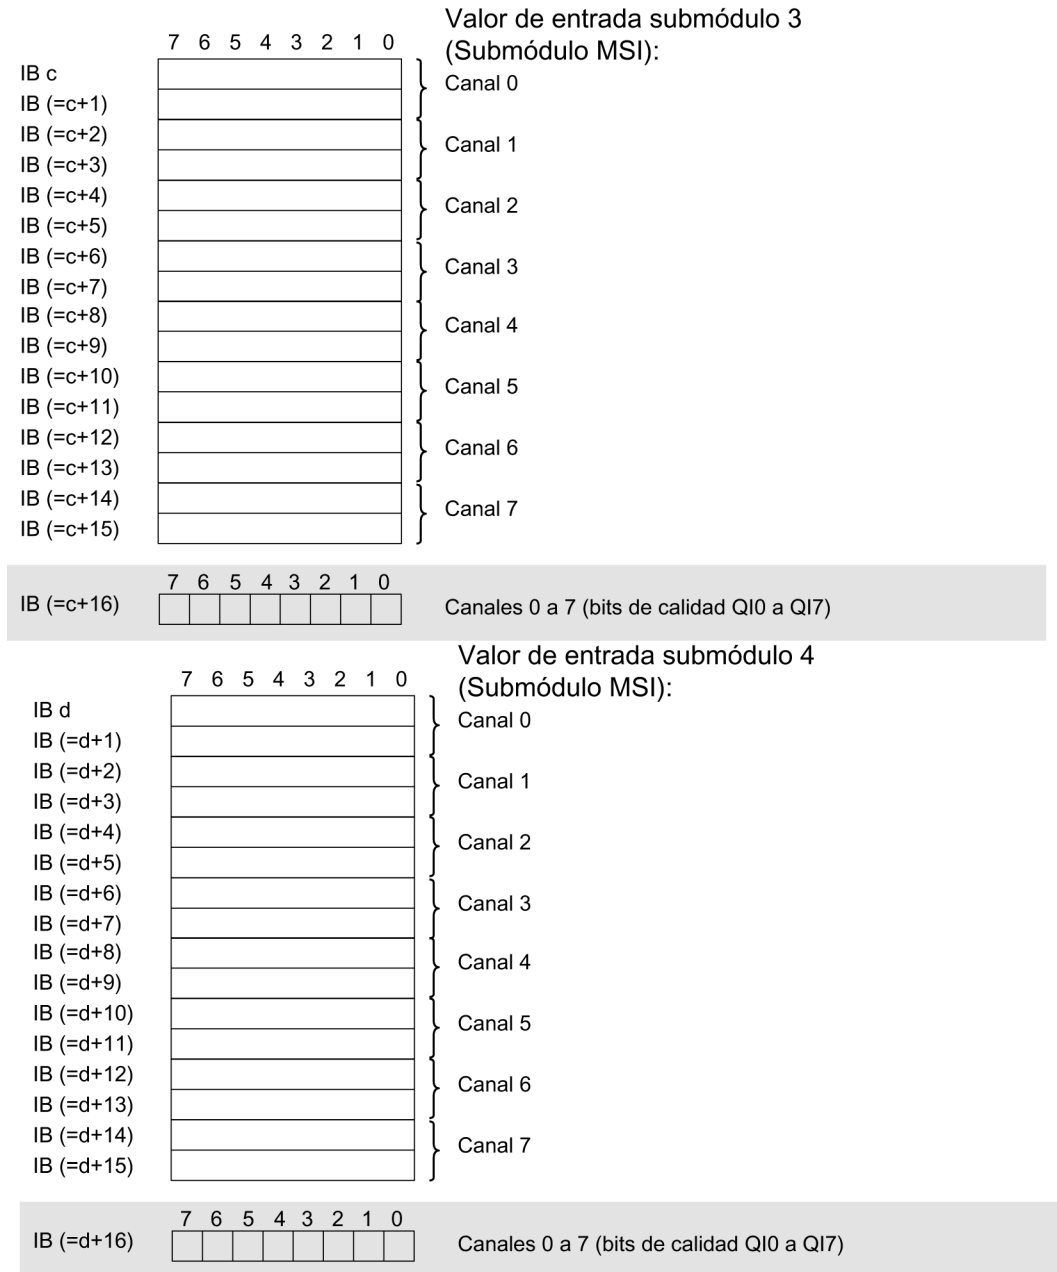 Valor de entrada submódulo 3
7 6 5 4 3 2 1 0 (Submódulo MSI):
IB c
Canal 0
IB (=c+1)
IB (=c+2)
Canal 1
IB (=c+3)
IB (=c+4)
Canal 2
IB (=c+5)
IB (=c+6)
Canal 3
IB (=c+7)
IB (=c+8)
Canal 4
IB (=c+9)
IB (=c+10)
Canal 5
IB (=c+11)
IB (=c+12)
Canal 6
IB (=c+13)
IB (=c+14)
Canal 7
IB (=c+15)
7 6 5 4 3 2 1 0
IB (=c+16) Canales 0 a 7 (bits de calidad QI0 a QI7)
Valor de entrada submódulo 4
7 6 5 4 3 2 1 0 (Submódulo MSI):
IB d
Canal 0
IB (=d+1)
IB (=d+2)
Canal 1
IB (=d+3)
IB (=d+4)
Canal 2
IB (=d+5)
IB (=d+6)
Canal 3
IB (=d+7)
IB (=d+8)
Canal 4
IB (=d+9)
IB (=d+10)
Canal 5
IB (=d+11)
IB (=d+12)
Canal 6
IB (=d+13)
IB (=d+14)
Canal 7
IB (=d+15)
7 6 5 4 3 2 1 0
IB (=d+16) Canales 0 a 7 (bits de calidad QI0 a QI7)